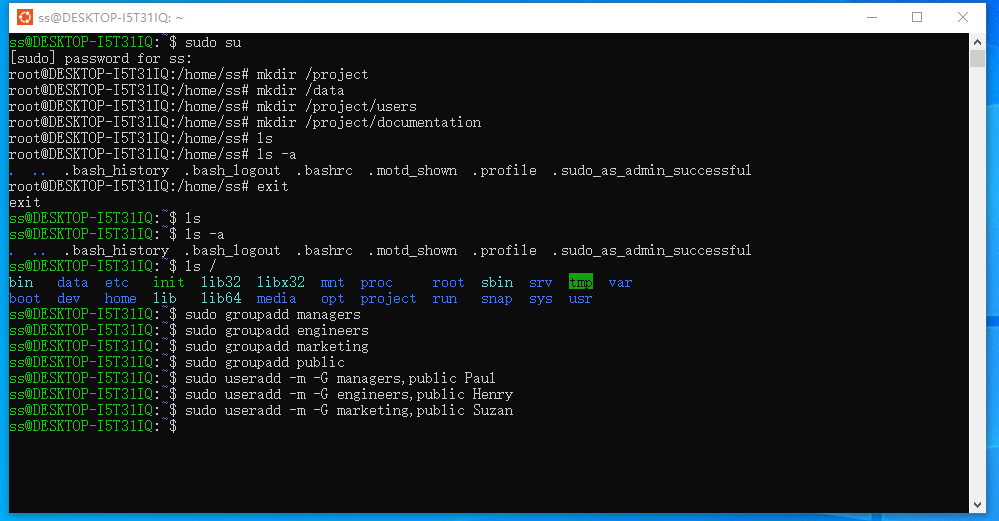 ss@DESKTOP-I5T31IQ: ~
ss@DESKTOP-I5T31IQ:~$ sudo su
[sudo] password for ss:
root@DESKTOP-I5T31IQ:/home/ss# mkdir /project
root@DESKTOP-I5T31IQ:/home/ss# mkdir /data
root@DESKTOP-I5T31IQ:/home/ss# mkdir /project/users
root@DESKTOP-I5T31IQ:/home/ss# mkdir /project/documentation
root@DESKTOP-I5T31IQ:/home/ss# ls
root@DESKTOP-I5T31IQ:/home/ss# ls -a
.  ..  .bash_history  .bash_logout  .bashrc  .motd_shown  .profile  .sudo_as_admin_successful
root@DESKTOP-I5T31IQ:/home/ss# exit
exit
ss@DESKTOP-I5T31IQ:~$ ls
ss@DESKTOP-I5T31IQ:~$ ls -a
.  ..  .bash_history  .bash_logout  .bashrc  .motd_shown  .profile  .sudo_as_admin_successful
ss@DESKTOP-I5T31IQ:~$ ls /
bin   data  etc   init  lib32  libx32  mnt  proc     root  sbin  srv  tmp  var
boot  dev   home  lib   lib64  media   opt  project  run   snap  sys  usr
ss@DESKTOP-I5T31IQ:~$ sudo groupadd managers
ss@DESKTOP-I5T31IQ:~$ sudo groupadd engineers
ss@DESKTOP-I5T31IQ:~$ sudo groupadd marketing
ss@DESKTOP-I5T31IQ:~$ sudo groupadd public
ss@DESKTOP-I5T31IQ:~$ sudo useradd -m -G managers,public Paul
ss@DESKTOP-I5T31IQ:~$ sudo useradd -m -G engineers,public Henry
ss@DESKTOP-I5T31IQ:~$ sudo useradd -m -G marketing,public Suzan
ss@DESKTOP-I5T31IQ:~$